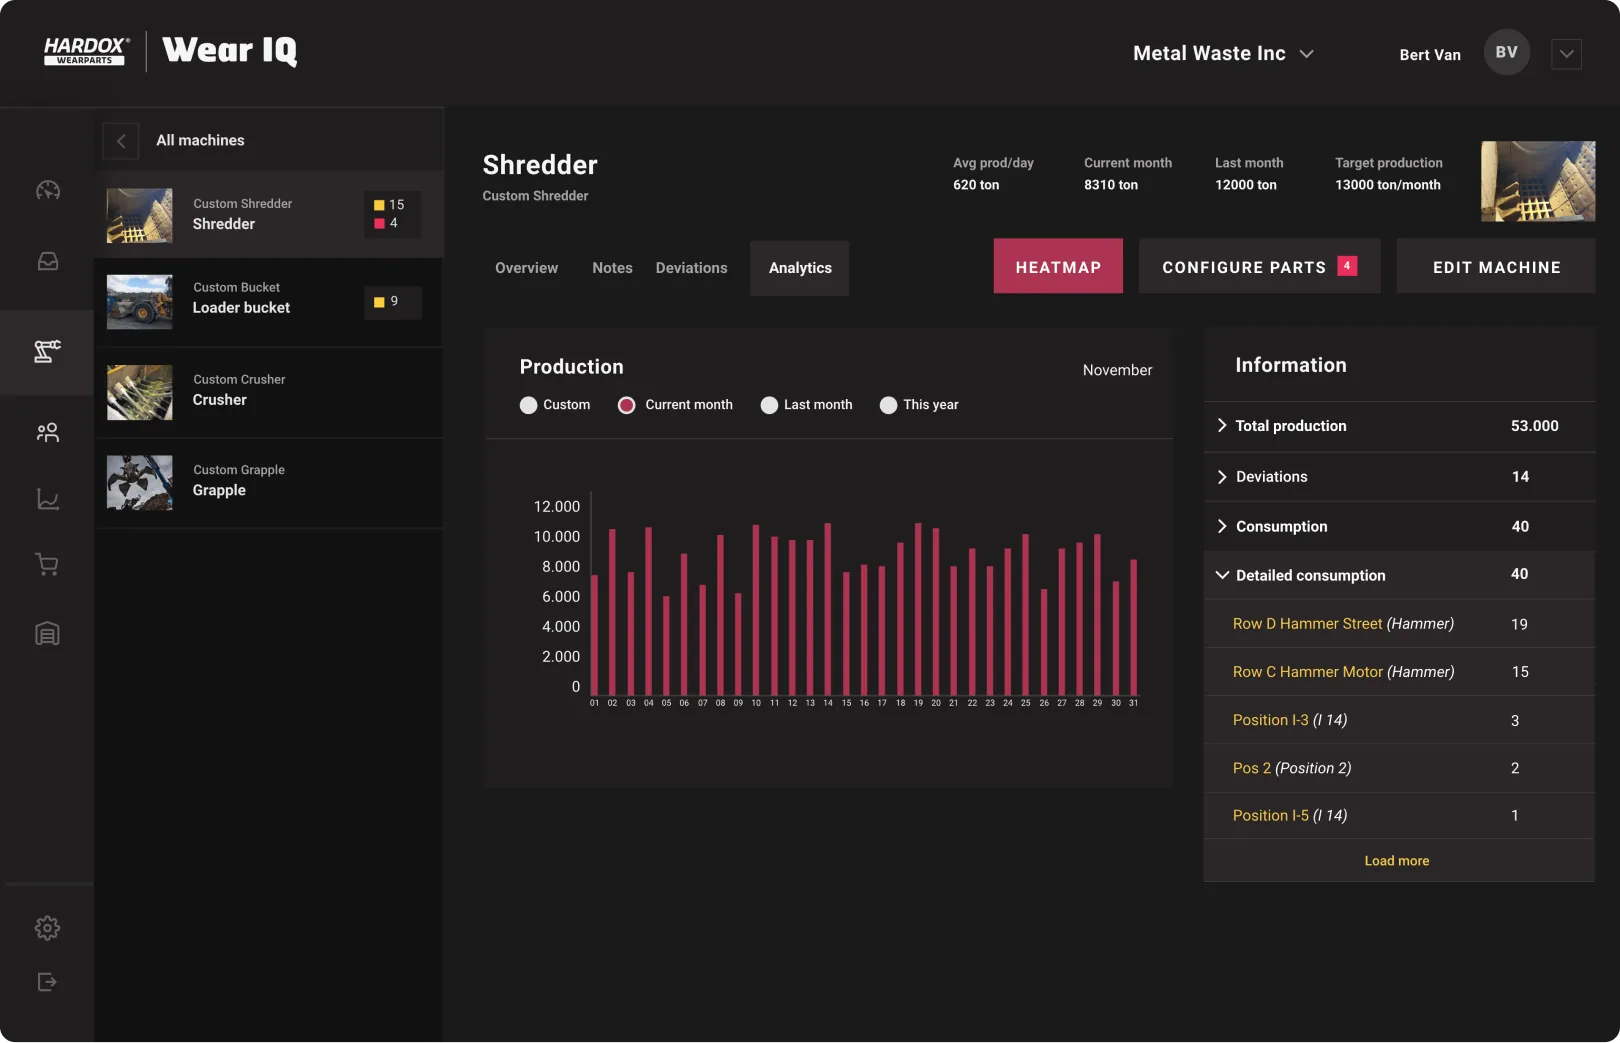 HARDOX®
WEARPARTS
Wear IQ
Metal Waste Inc
Bert Van
BV
All machines
Custom Shredder
Shredder
15
4
Custom Bucket
Loader bucket
9
Custom Crusher
Crusher
Custom Grapple
Grapple
Shredder
Custom Shredder
Avg prod/day
620 ton
Current month
8310 ton
Last month
12000 ton
Target production
13000 ton/month
Overview
Notes
Deviations
Analytics
HEATMAP
CONFIGURE PARTS 4
EDIT MACHINE
Production
November
Custom
Current month
Last month
This year
12.000
10.000
8.000
6.000
4.000
2.000
0
01 02 03 04 05 06 07 08 09 10 11 12 13 14 15 16 17 18 19 20 21 22 23 24 25 26 27 28 29 30 31
Information
Total production 53.000
Deviations 14
Consumption 40
Detailed consumption 40
Row D Hammer Street (Hammer) 19
Row C Hammer Motor (Hammer) 15
Position I-3 (I 14) 3
Pos 2 (Position 2) 2
Position I-5 (I 14) 1
Load more